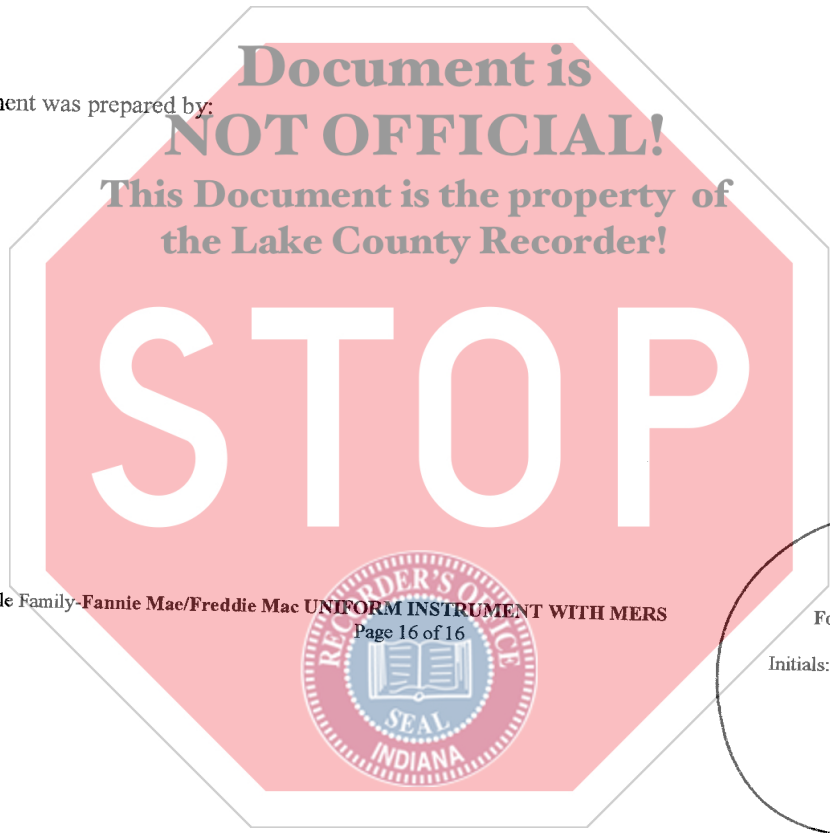 Document is
ent was prepared by:
NOT OFFICIAL!
This Document is the property of
the Lake County Recorder!
STOP
le Family-Fannie Mae/Freddie Mac UNIFORM INSTRUMENT WITH MERS
Page 16 of 16
Fo
Initials:
RECORDER'S OFFICE
SEAL
INDIANA